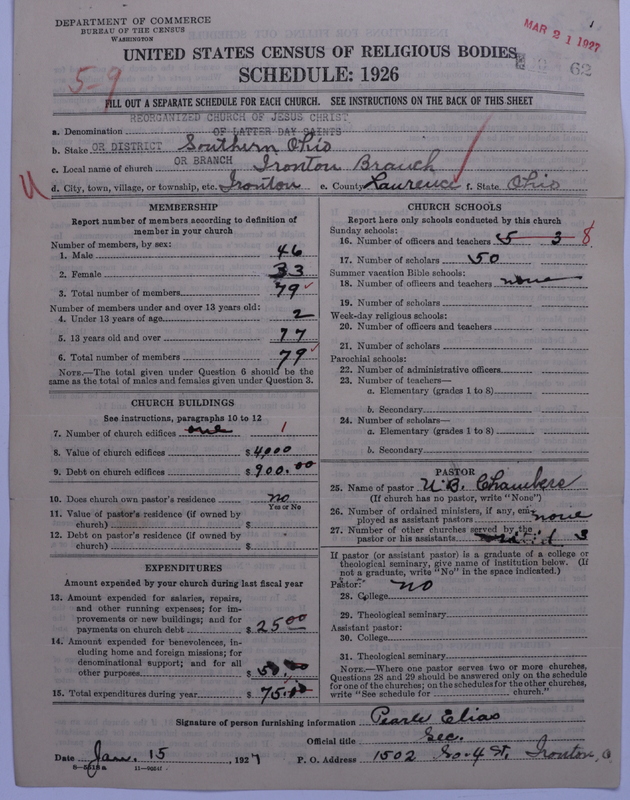 DEPARTMENT OF COMMERCE
BUREAU OF THE CENSUS
WASHINGTON
MAR 21 1927
1
UNITED STATES CENSUS OF RELIGIOUS BODIES
SCHEDULE: 1926
5-9
62
FILL OUT A SEPARATE SCHEDULE FOR EACH CHURCH. SEE INSTRUCTIONS ON THE BACK OF THIS SHEET
REORGANIZED CHURCH OF JESUS CHRIST
a. Denomination OF LATTER DAY SAINTS
b. Stake OR DISTRICT Southern Ohio
c. Local name of church OR BRANCH Ironton Branch
d. City, town, village, or township, etc. Ironton e. County Lawrence f. State Ohio
MEMBERSHIP
Report number of members according to definition of
member in your church
Number of members, by sex:
1. Male 46
2. Female 33
3. Total number of members 79
Number of members under and over 13 years old:
4. Under 13 years of age 2
5. 13 years old and over 77
6. Total number of members 79
NOTE.—The total given under Question 6 should be the
same as the total of males and females given under Question 3.
CHURCH BUILDINGS
See instructions, paragraphs 10 to 12
7. Number of church edifices one 1
8. Value of church edifices $ 4,000
9. Debt on church edifices $ 900.00
10. Does church own pastor's residence no
Yes or No
11. Value of pastor's residence (if owned by
church) $
12. Debt on pastor's residence (if owned by
church) $
EXPENDITURES
Amount expended by your church during last fiscal year
13. Amount expended for salaries, repairs,
and other running expenses; for im-
provements or new buildings; and for
payments on church debt $ 25 00
14. Amount expended for benevolences, in-
cluding home and foreign missions; for
denominational support; and for all
other purposes $ 50.00
15. Total expenditures during year $ 75.00
CHURCH SCHOOLS
Report here only schools conducted by this church
Sunday schools:
16. Number of officers and teachers 5 3 8
17. Number of scholars 50
Summer vacation Bible schools:
18. Number of officers and teachers none
19. Number of scholars
Week-day religious schools:
20. Number of officers and teachers
21. Number of scholars
Parochial schools:
22. Number of administrative officers
23. Number of teachers—
a. Elementary (grades 1 to 8)
b. Secondary
24. Number of scholars—
a. Elementary (grades 1 to 8)
b. Secondary
PASTOR
25. Name of pastor U. B. Chambers
(If church has no pastor, write "None")
26. Number of ordained ministers, if any, em-
ployed as assistant pastors none
27. Number of other churches served by the
pastor or his assistants 3
If pastor (or assistant pastor) is a graduate of a college or
theological seminary, give name of institution below. (If
not a graduate, write "No" in the space indicated.)
Pastor: no
28. College
29. Theological seminary
Assistant pastor:
30. College
31. Theological seminary
NOTE.—Where one pastor serves two or more churches,
Questions 28 and 29 should be answered only on the schedule
for one of the churches; on the schedules for the other churches,
write "See schedule for church."
Signature of person furnishing information Pearle Elias
Official title Sec.
Date Jan. 15, 1927 P. O. Address 1502 So. 4 St. Ironton, O.